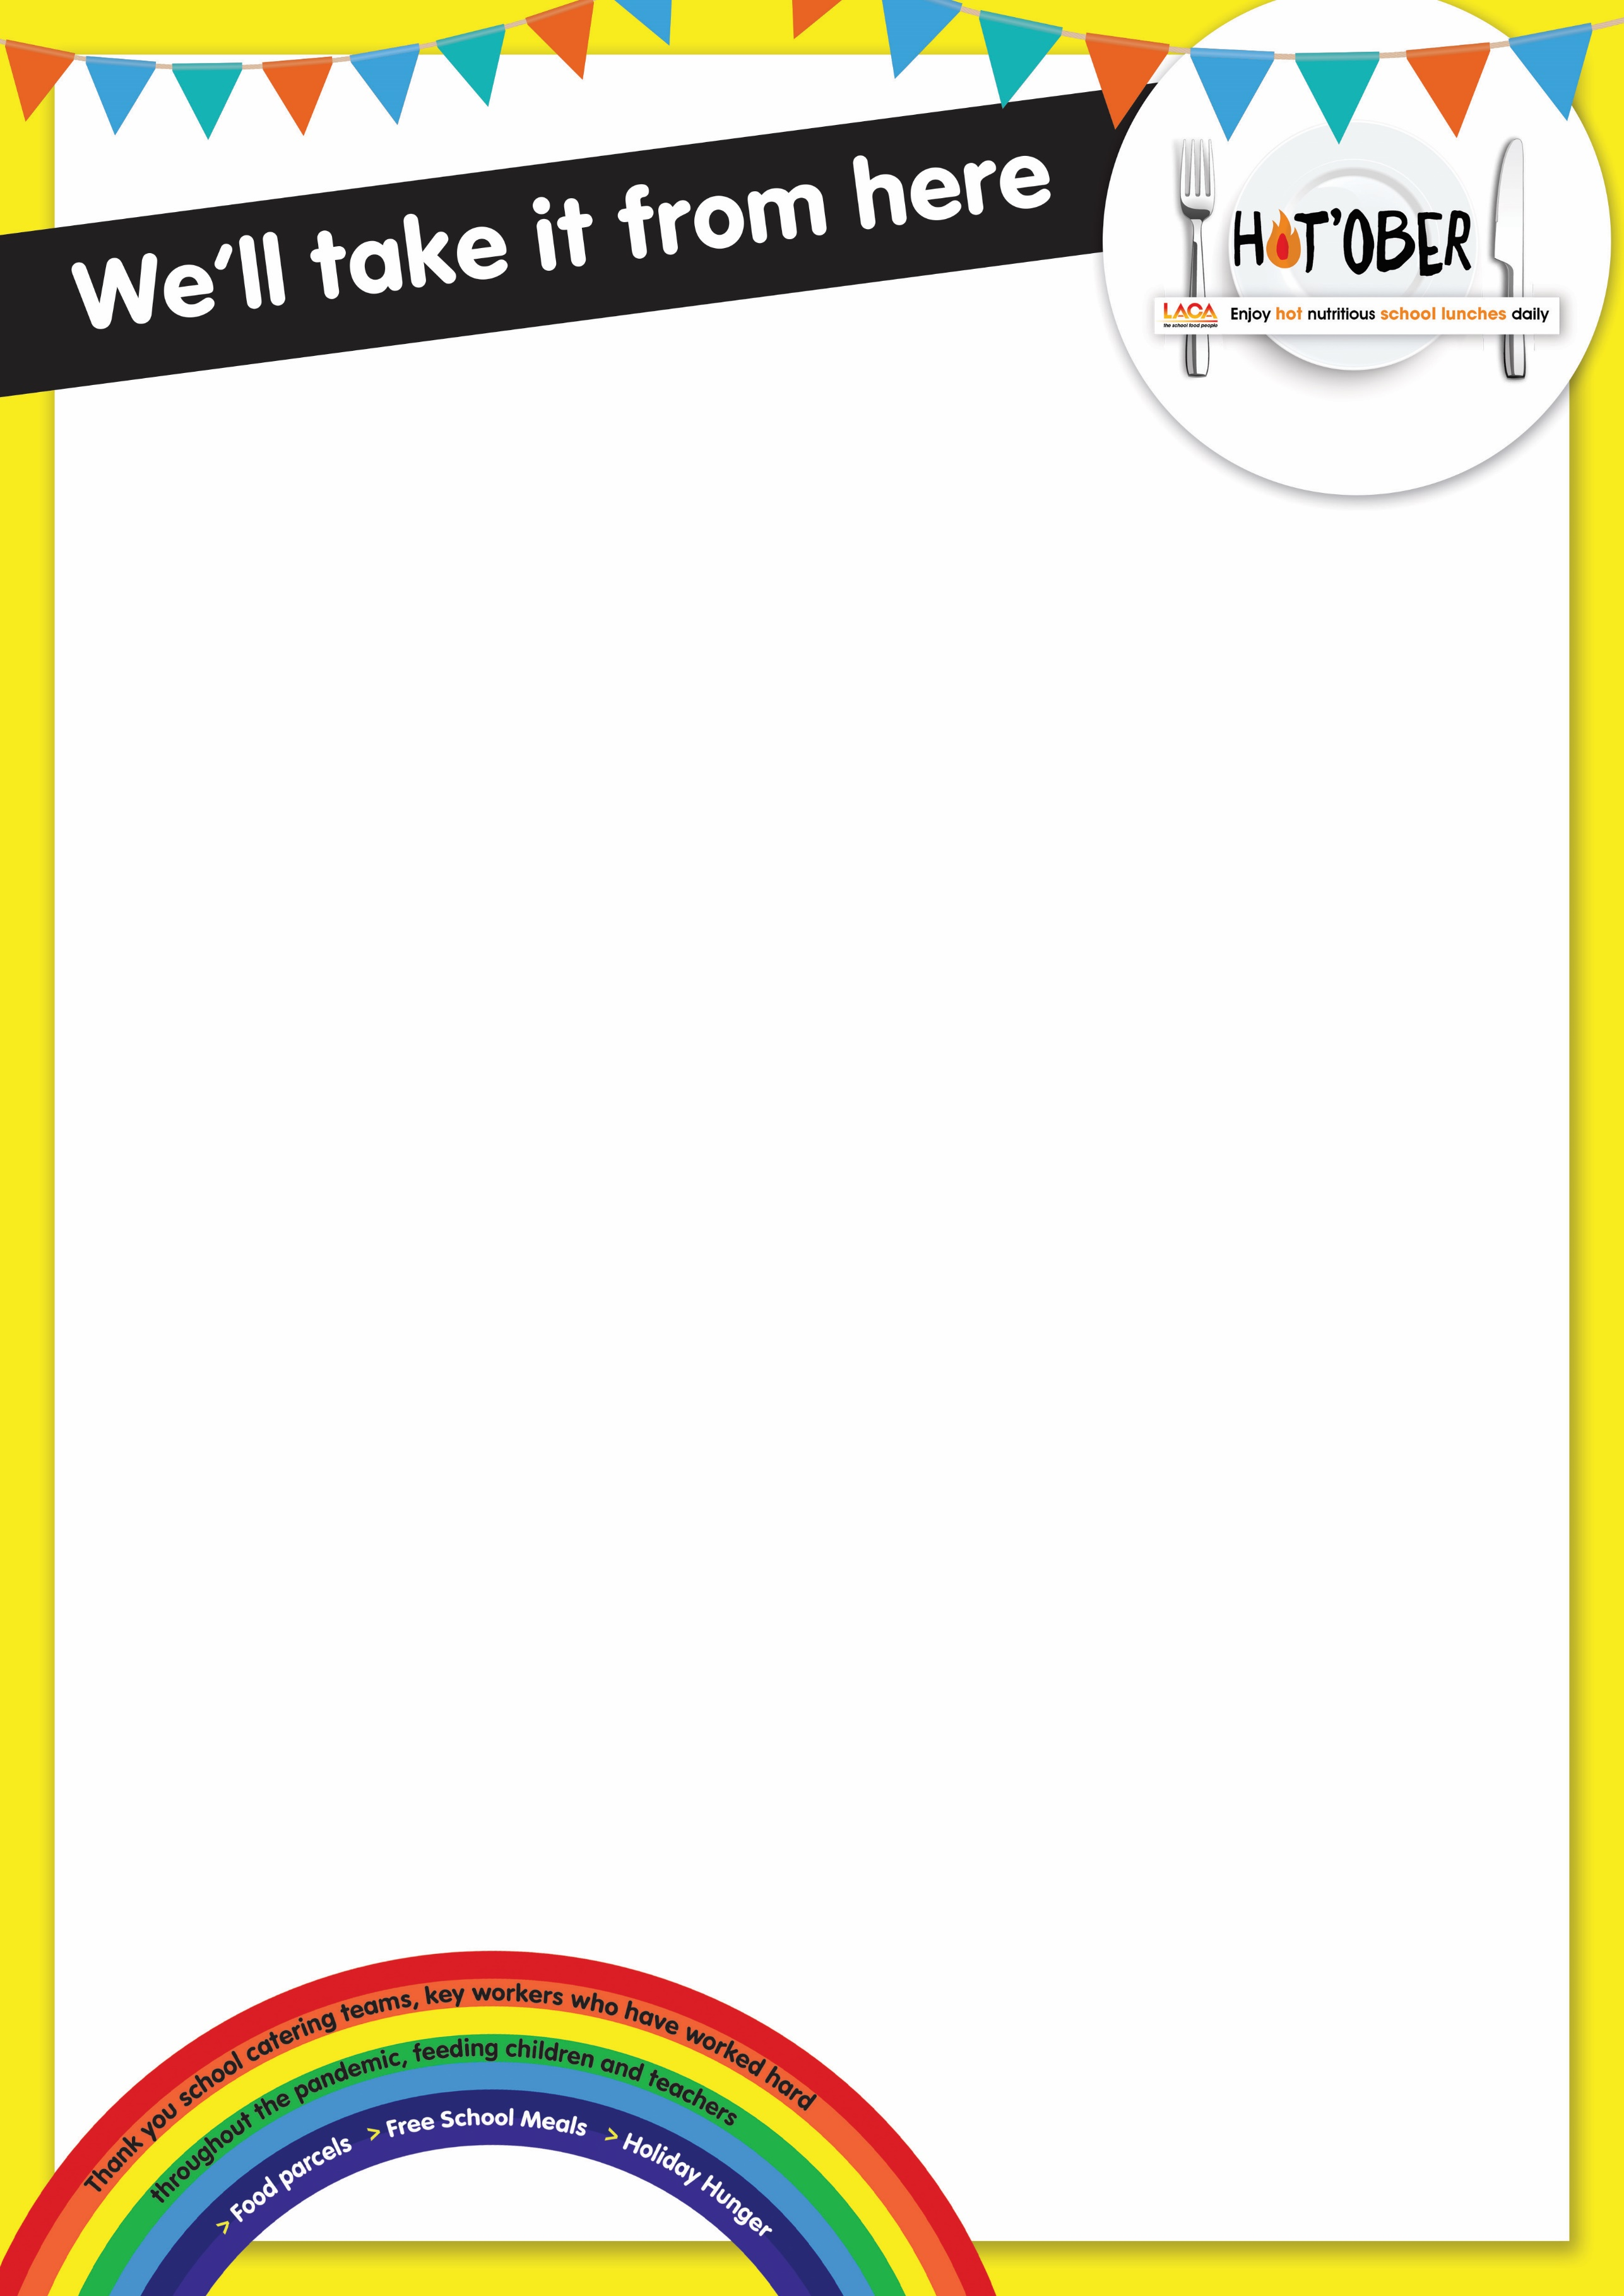 We'll take it from here
HOT'OBER
LACA
the school food people
Enjoy hot nutritious school lunches daily
Thank you school catering teams, key workers who have worked hard
throughout the pandemic, feeding children and teachers
> Food parcels > Free School Meals > Holiday Hunger